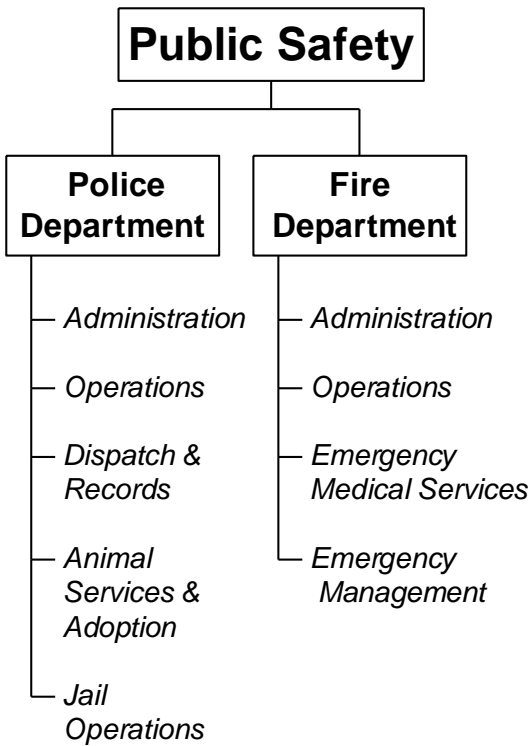 Public Safety
Police
Department
Administration
Operations
Dispatch &
Records
Animal
Services &
Adoption
Jail
Operations
Fire
Department
Administration
Operations
Emergency
Medical Services
Emergency
Management